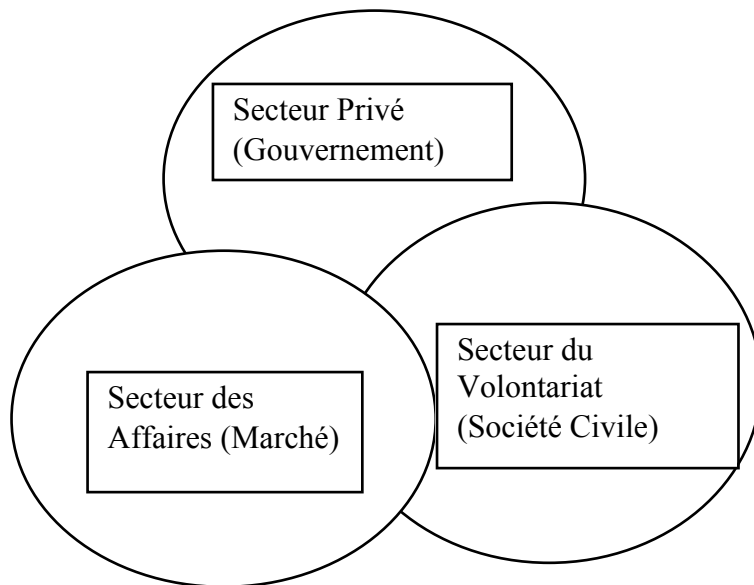 Secteur Privé
(Gouvernement)
Secteur des
Affaires (Marché)
Secteur du
Volontariat
(Société Civile)